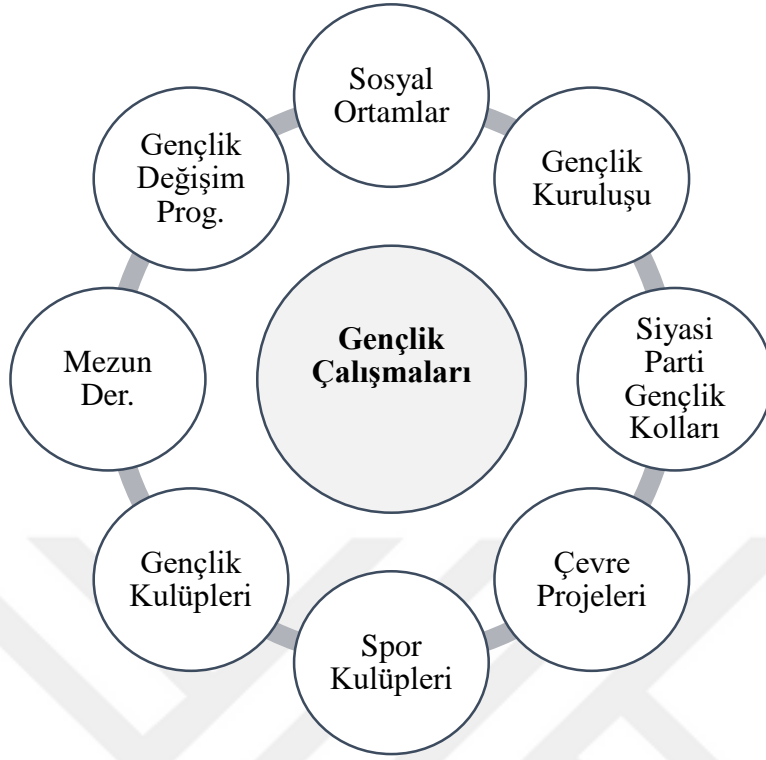 Sosyal
Ortamlar
Gençlik
Kuruluşu
Siyasi
Parti
Gençlik
Kolları
Çevre
Projeleri
Spor
Kulüpleri
Gençlik
Kulüpleri
Mezun
Der.
Gençlik
Değişim
Prog.
Gençlik
Çalışmaları